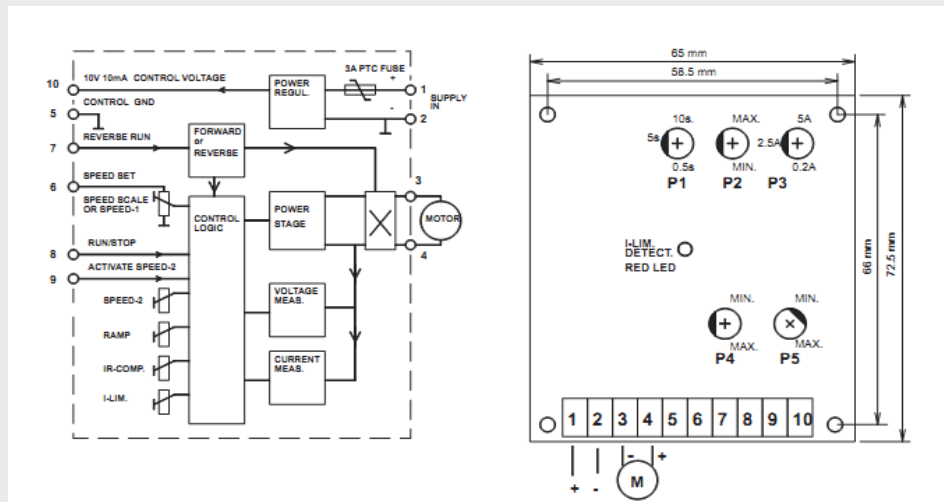 10 10V 10mA CONTROL VOLTAGE
POWER
REGUL.
3A PTC FUSE
+ 1
SUPPLY
IN
- 2
5 CONTROL GND
7 REVERSE RUN
FORWARD
or
REVERSE
6 SPEED SET
SPEED SCALE
OR SPEED-1
CONTROL
LOGIC
POWER
STAGE
3
MOTOR
4
8 RUN/STOP
9 ACTIVATE SPEED-2
SPEED-2
RAMP
IR-COMP.
I-LIM.
VOLTAGE
MEAS.
CURRENT
MEAS.
65 mm
58.5 mm
10s.
5s
0.5s
P1
MAX.
MIN.
P2
5A
2.5A
0.2A
P3
I-LIM.
DETECT.
RED LED
66 mm
72.5 mm
MIN.
MAX.
P4
MIN.
MAX.
P5
1 2 3 4 5 6 7 8 9 10
+ -
- +
M